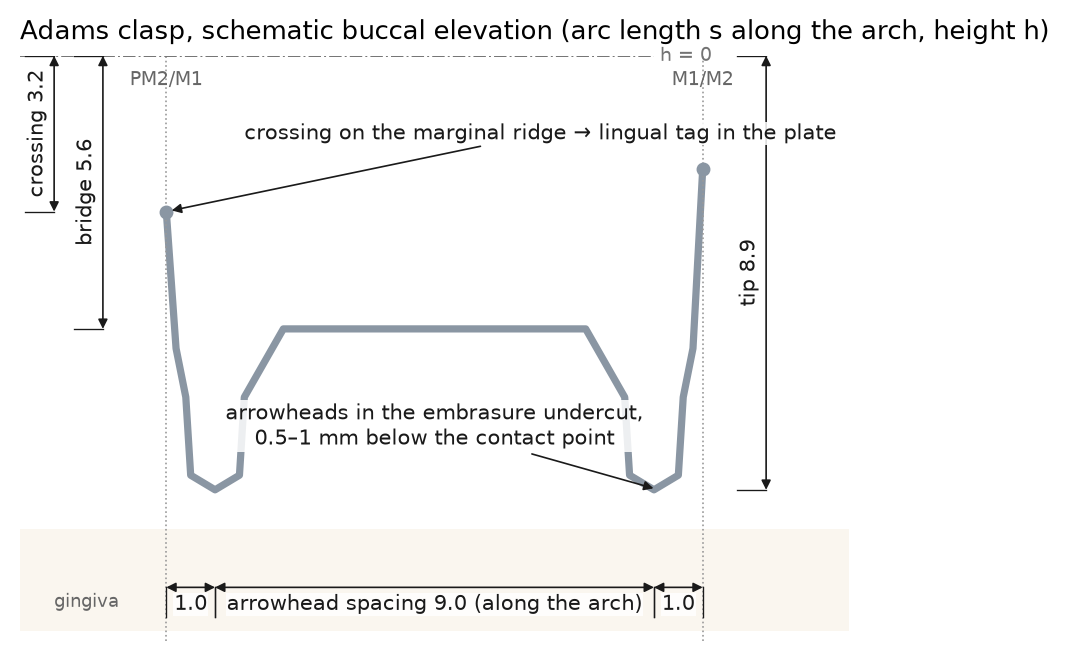 Adams clasp, schematic buccal elevation (arc length s along the arch, height h)
h = 0
PM2/M1
M1/M2
crossing 3.2
bridge 5.6
crossing on the marginal ridge → lingual tag in the plate
tip 8.9
arrowheads in the embrasure undercut,
0.5–1 mm below the contact point
gingiva
1.0
arrowhead spacing 9.0 (along the arch)
1.0